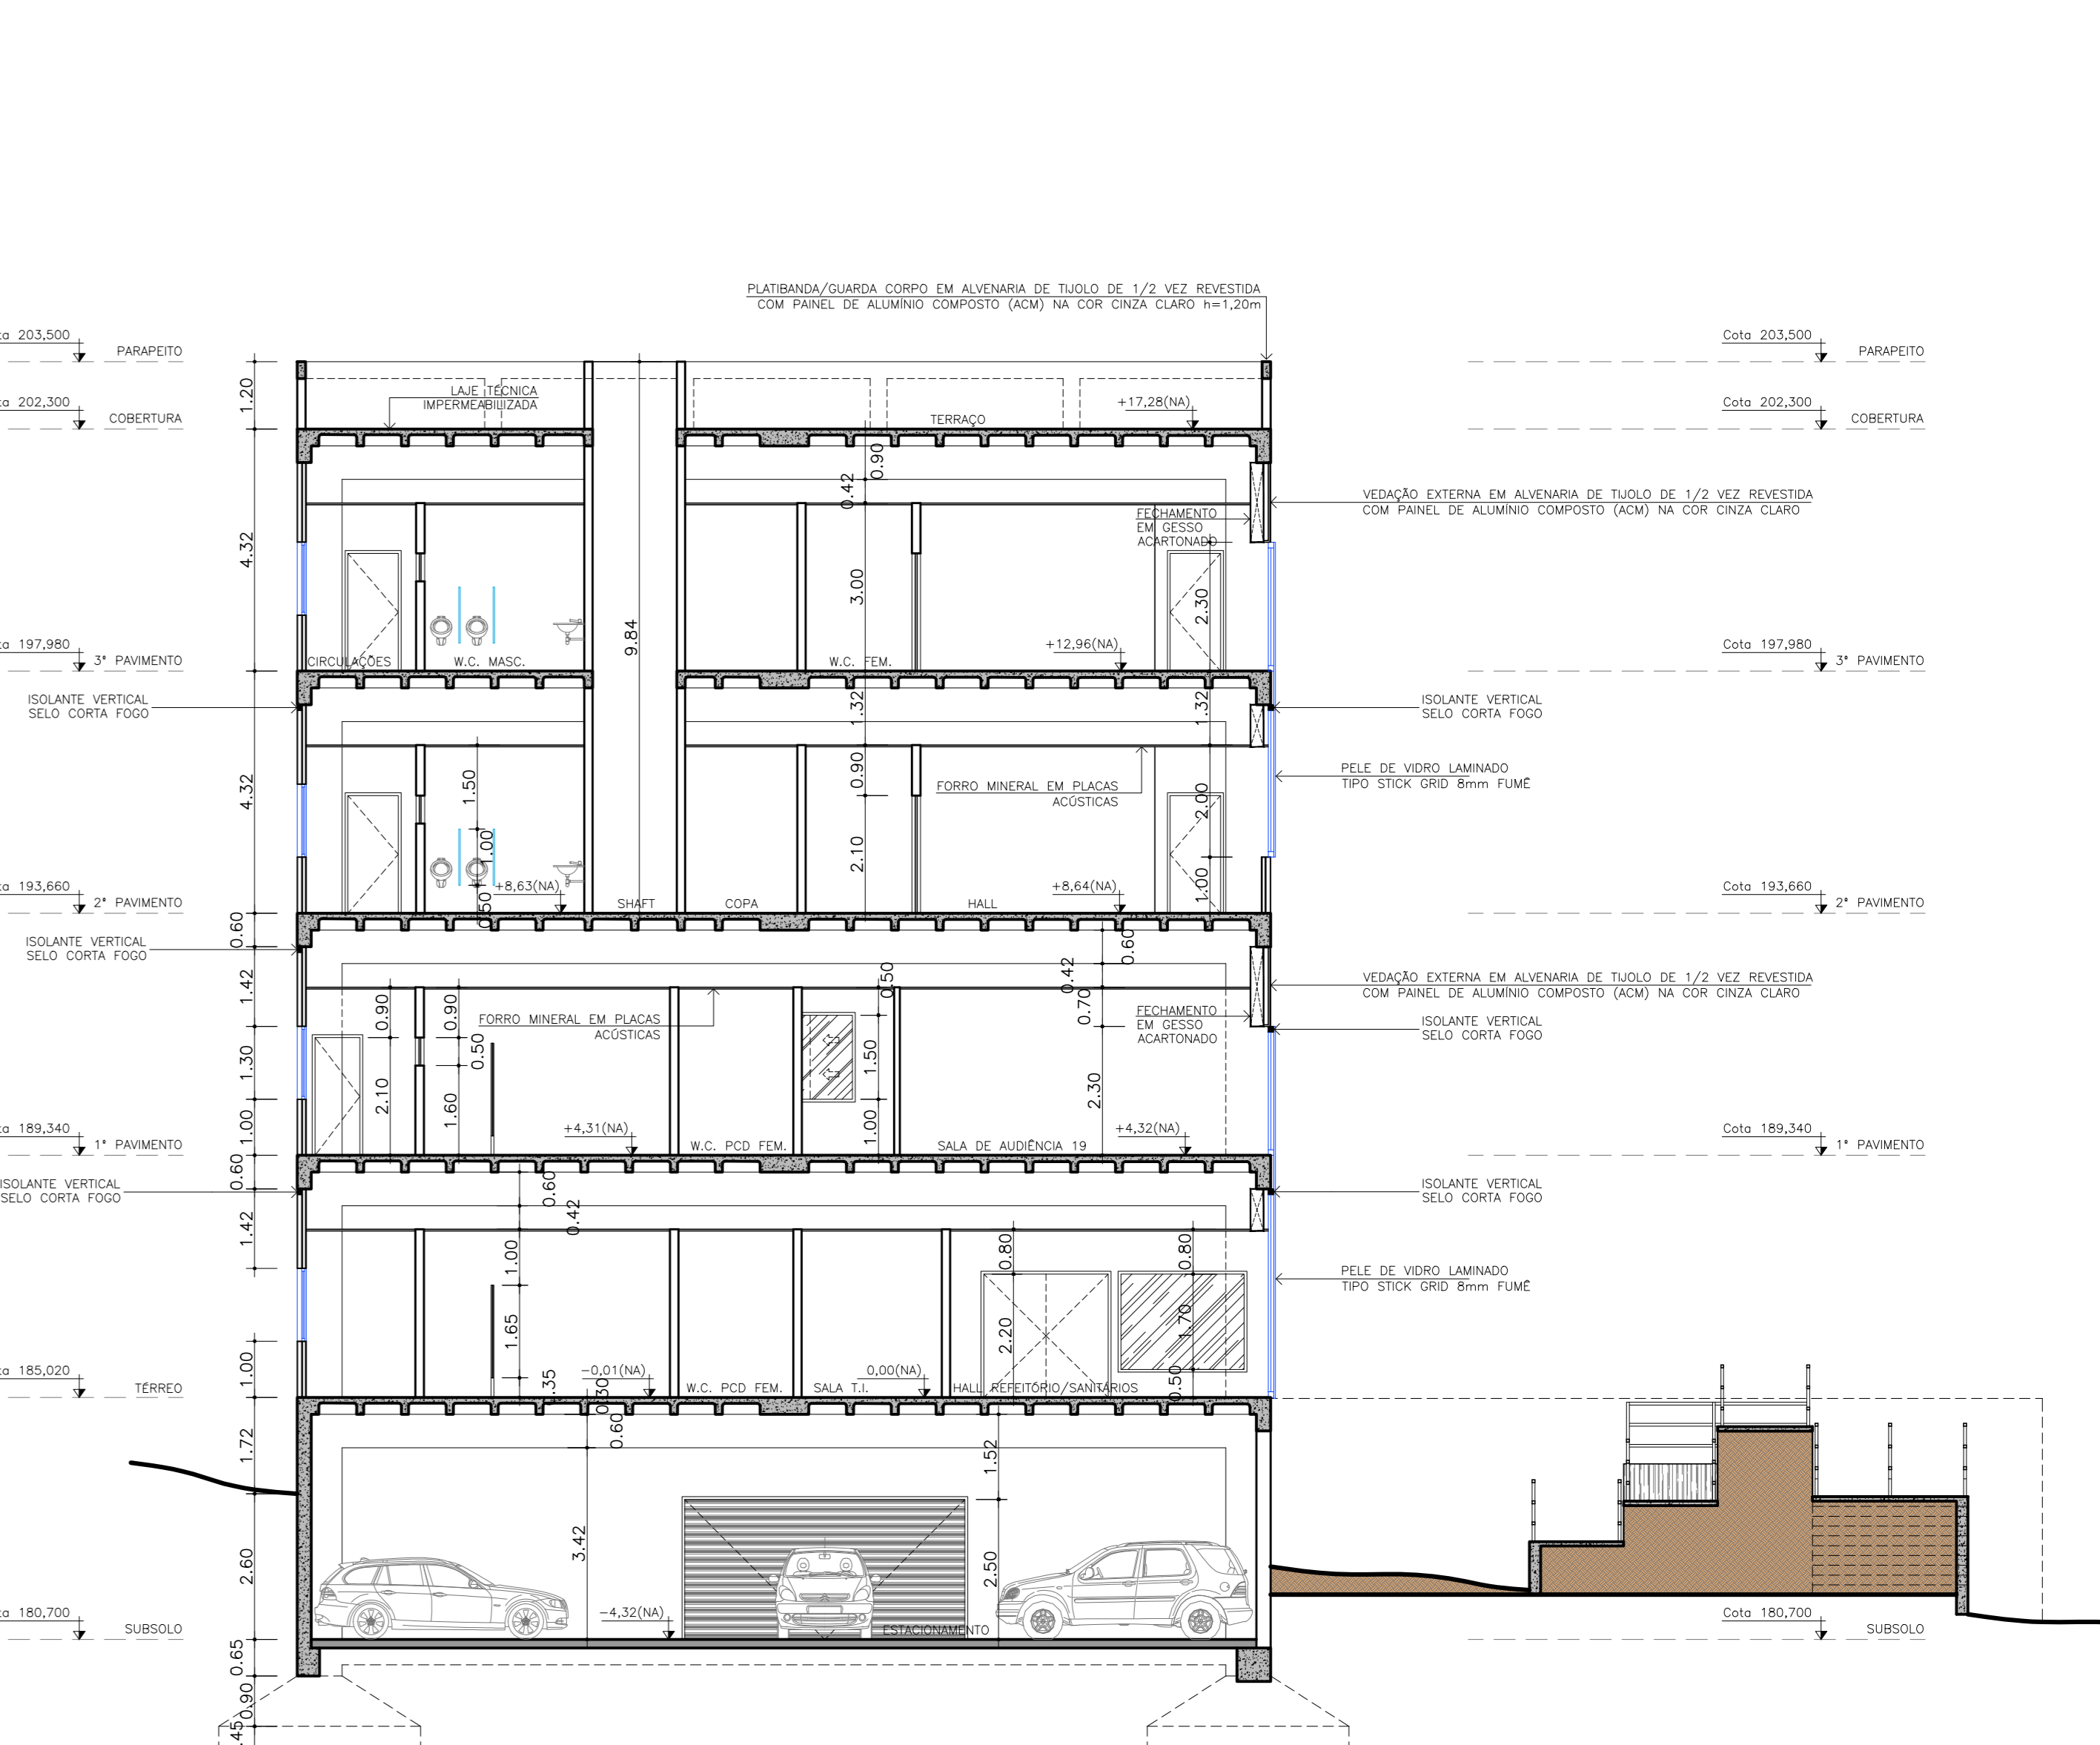 PLATIBANDA/GUARDA CORPO EM ALVENARIA DE TIJOLO DE 1/2 VEZ REVESTIDA
COM PAINEL DE ALUMÍNIO COMPOSTO (ACM) NA COR CINZA CLARO h=1,20m
203,500
PARAPEITO
Cota 203,500
PARAPEITO
1.20
LAJE TÉCNICA
IMPERMEABILIZADA
202,300
COBERTURA
+17,28(NA)
TERRAÇO
Cota 202,300
COBERTURA
0.90
0.42
4.32
VEDAÇÃO EXTERNA EM ALVENARIA DE TIJOLO DE 1/2 VEZ REVESTIDA
COM PAINEL DE ALUMÍNIO COMPOSTO (ACM) NA COR CINZA CLARO
FECHAMENTO
EM GESSO
ACARTONADO
3.00
2.30
9.84
197,980
3° PAVIMENTO
CIRCULAÇÕES
W.C. MASC.
W.C. FEM.
+12,96(NA)
Cota 197,980
3° PAVIMENTO
ISOLANTE VERTICAL
SELO CORTA FOGO
1.32
1.32
ISOLANTE VERTICAL
SELO CORTA FOGO
4.32
1.50
0.90
FORRO MINERAL EM PLACAS
ACÚSTICAS
2.00
PELE DE VIDRO LAMINADO
TIPO STICK GRID 8mm FUMÊ
1.00
2.10
1.00
0.50
193,660
2° PAVIMENTO
+8,63(NA)
SHAFT
COPA
HALL
+8,64(NA)
Cota 193,660
2° PAVIMENTO
0.60
ISOLANTE VERTICAL
SELO CORTA FOGO
0.60
0.42
0.70
1.42
0.90
0.90
0.50
FORRO MINERAL EM PLACAS
ACÚSTICAS
0.50
VEDAÇÃO EXTERNA EM ALVENARIA DE TIJOLO DE 1/2 VEZ REVESTIDA
COM PAINEL DE ALUMÍNIO COMPOSTO (ACM) NA COR CINZA CLARO
FECHAMENTO
EM GESSO
ACARTONADO
ISOLANTE VERTICAL
SELO CORTA FOGO
1.30
2.10
1.60
1.50
1.00
2.30
1.00
189,340
1° PAVIMENTO
+4,31(NA)
W.C. PCD FEM.
SALA DE AUDIÊNCIA 19
+4,32(NA)
Cota 189,340
1° PAVIMENTO
0.60
ISOLANTE VERTICAL
SELO CORTA FOGO
0.60
0.42
ISOLANTE VERTICAL
SELO CORTA FOGO
1.42
1.00
0.80
0.80
PELE DE VIDRO LAMINADO
TIPO STICK GRID 8mm FUMÊ
1.65
2.20
1.70
0.50
1.00
185,020
TÉRREO
.35
−0,01(NA)
W.C. PCD FEM.
SALA T.I.
0,00(NA)
HALL REFEITÓRIO/SANITÁRIOS
0.30
0.60
1.72
1.52
3.42
2.50
2.60
180,700
SUBSOLO
−4,32(NA)
ESTACIONAMENTO
Cota 180,700
SUBSOLO
0.65
0.90